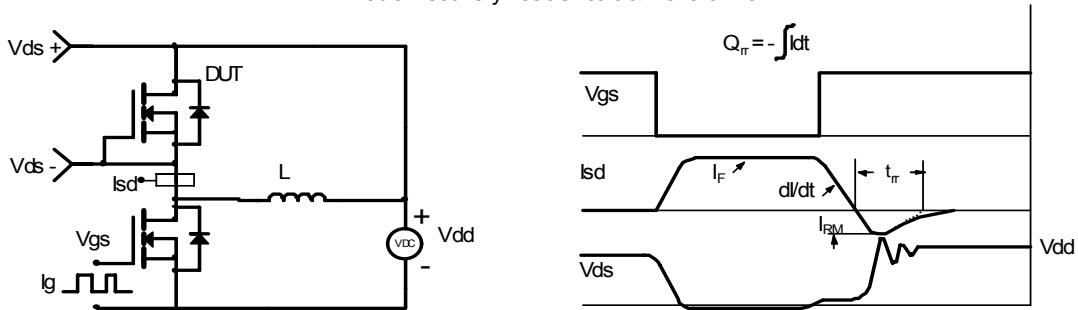 Vds +
DUT
Vds -
Isd
L
Vgs
Ig
+
VDC
-
Vdd
Qrr = - ∫Idt
Vgs
Isd
IF
dI/dt
trr
IRM
Vds
Vdd